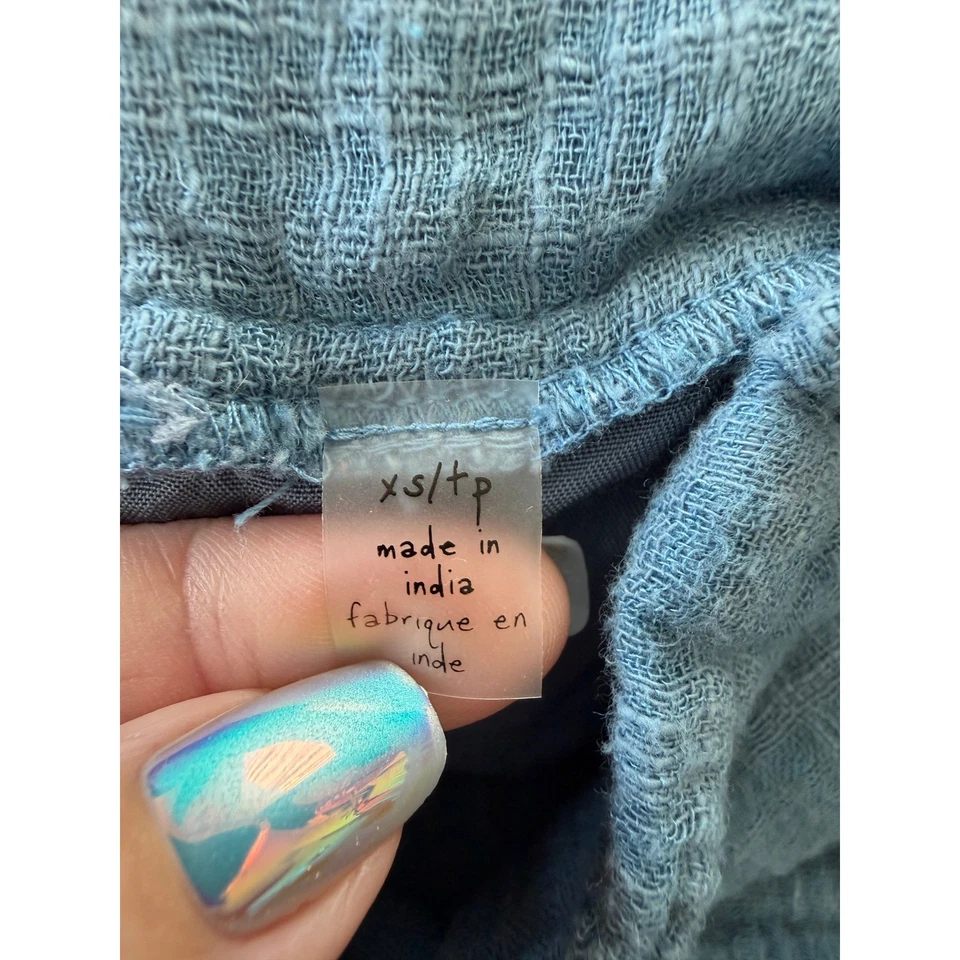 xs/tp
made in
india
fabrique en
inde